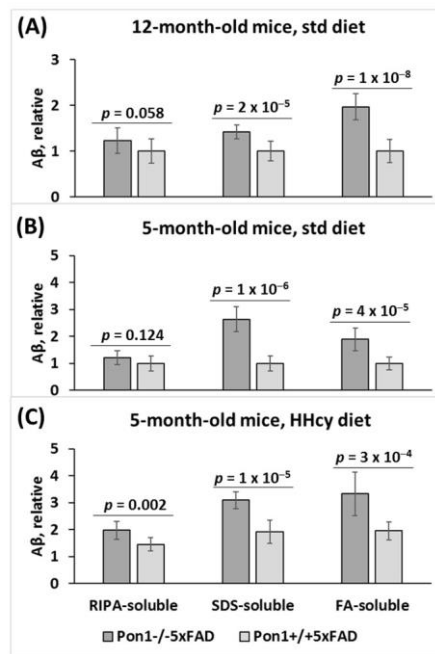 (A) 12-month-old mice, std diet
Aβ, relative
3
2
1
0
p = 0.058
p = 2 x 10⁻⁵
p = 1 x 10⁻⁸
(B) 5-month-old mice, std diet
Aβ, relative
5
4
3
2
1
0
p = 0.124
p = 1 x 10⁻⁶
p = 4 x 10⁻⁵
(C) 5-month-old mice, HHcy diet
Aβ, relative
5
4
3
2
1
0
p = 0.002
p = 1 x 10⁻⁵
p = 3 x 10⁻⁴
RIPA-soluble SDS-soluble FA-soluble
Pon1-/-5xFAD Pon1+/+5xFAD